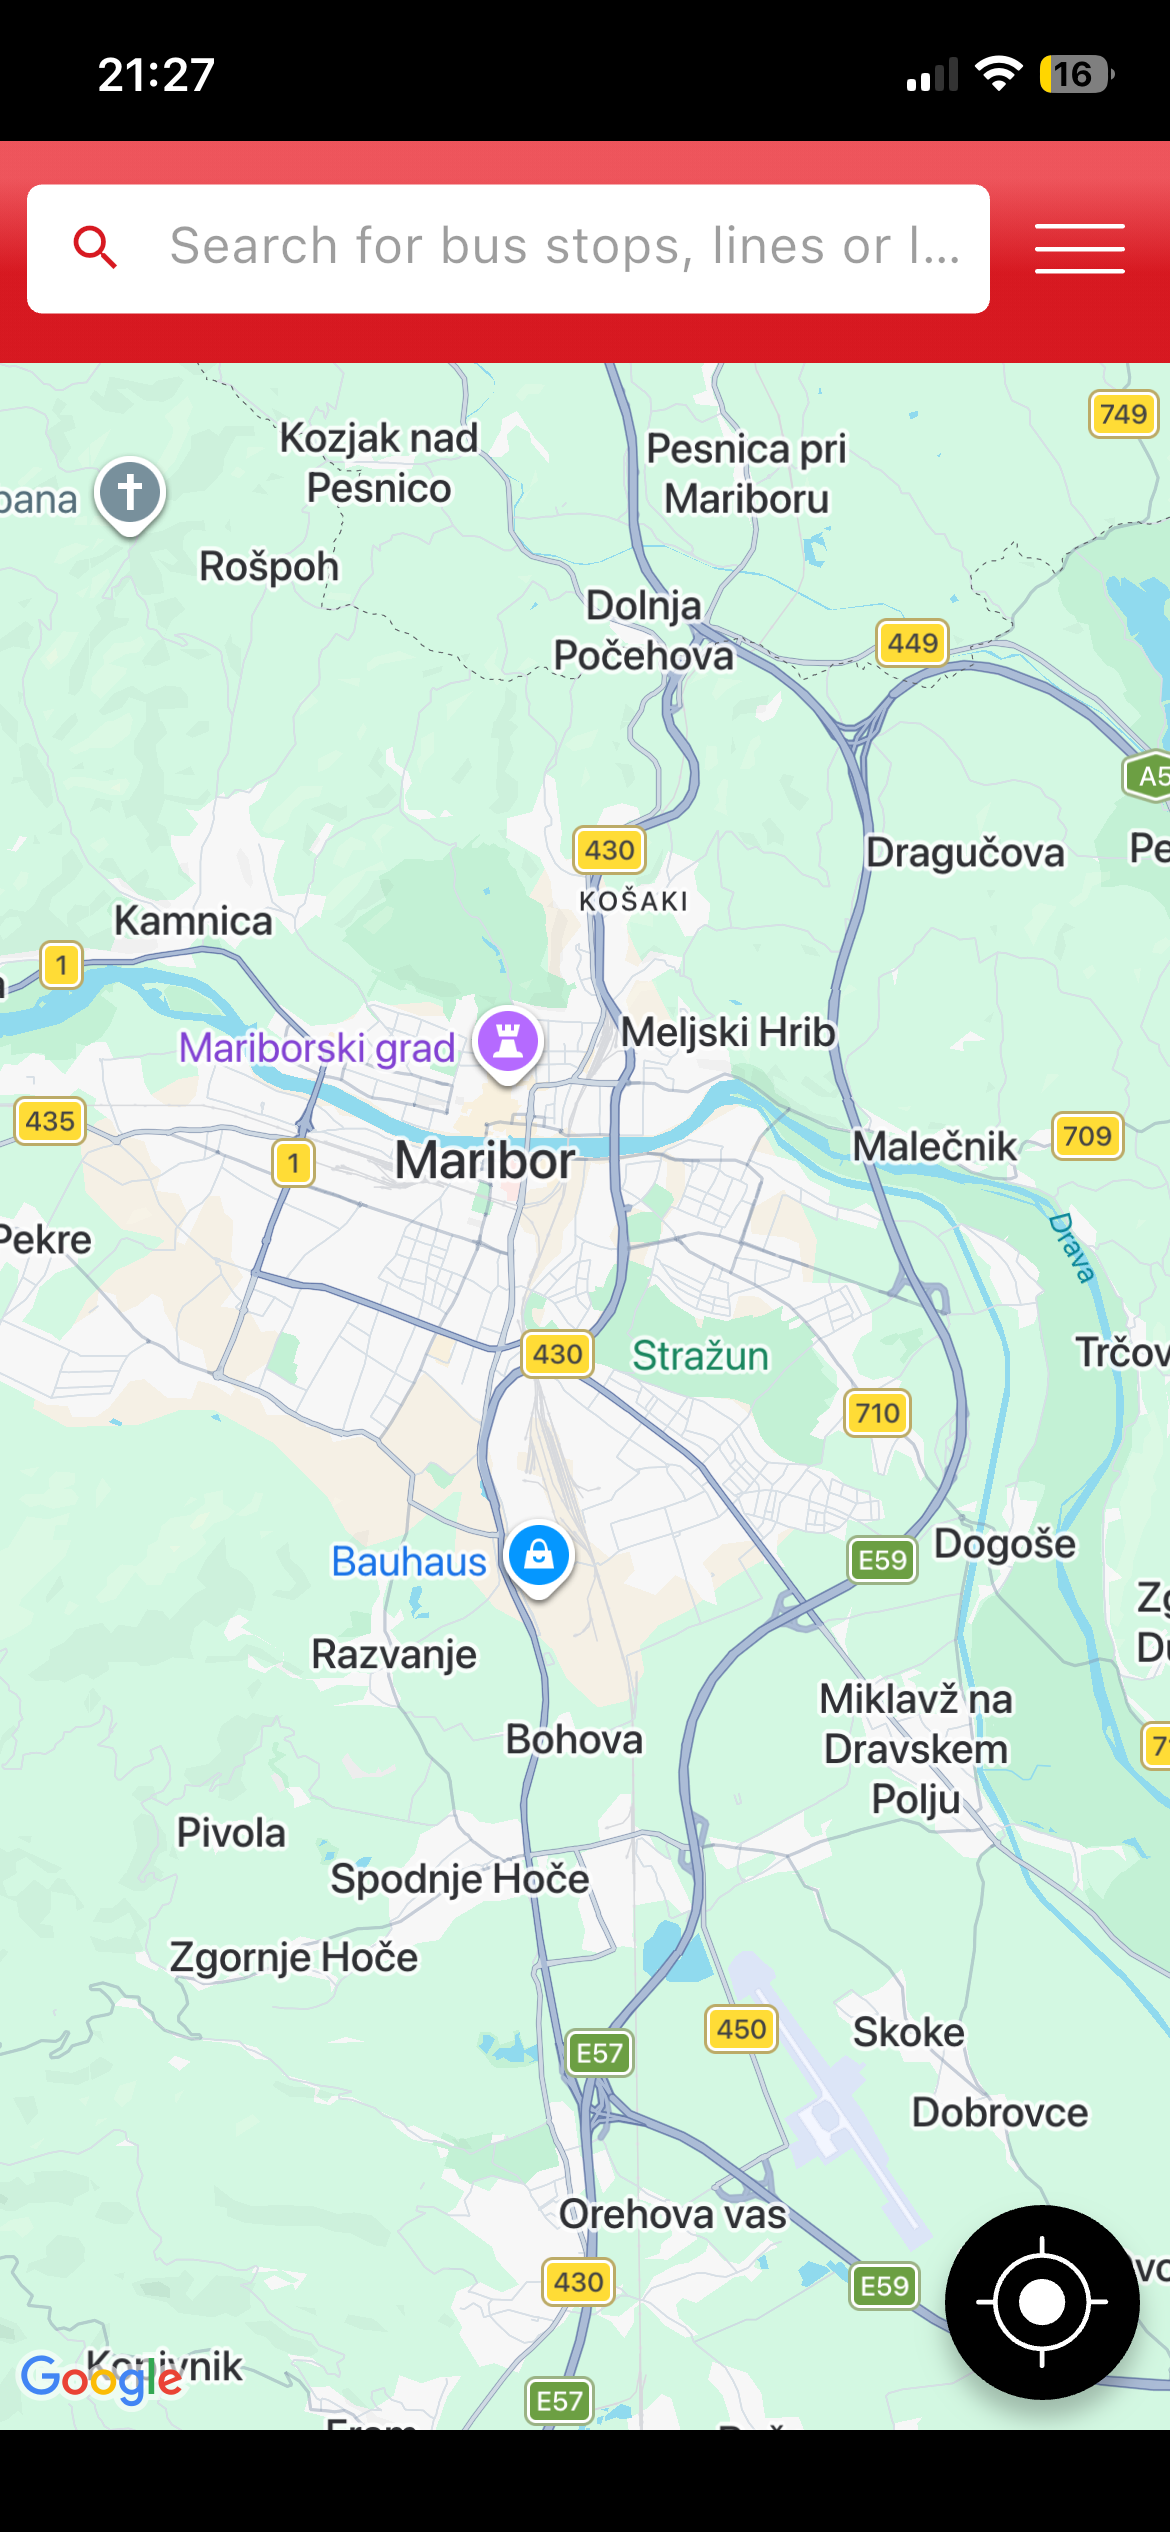 21:27
16
Search for bus stops, lines or l...
749
Kozjak nad
Pesnico
Pesnica pri
Mariboru
Rošpoh
Dolnja
Počehova
449
A5
430
Dragučova
KOŠAKI
Kamnica
1
Mariborski grad
Meljski Hrib
435
Maribor
1
Malečnik
709
Pekre
Drava
430
Stražun
710
Bauhaus
E59
Dogoše
Razvanje
Miklavž na
Dravskem
Polju
Bohova
Pivola
Spodnje Hoče
Zgornje Hoče
450
Skoke
E57
Dobrovce
Orehova vas
430
E59
Google
E57